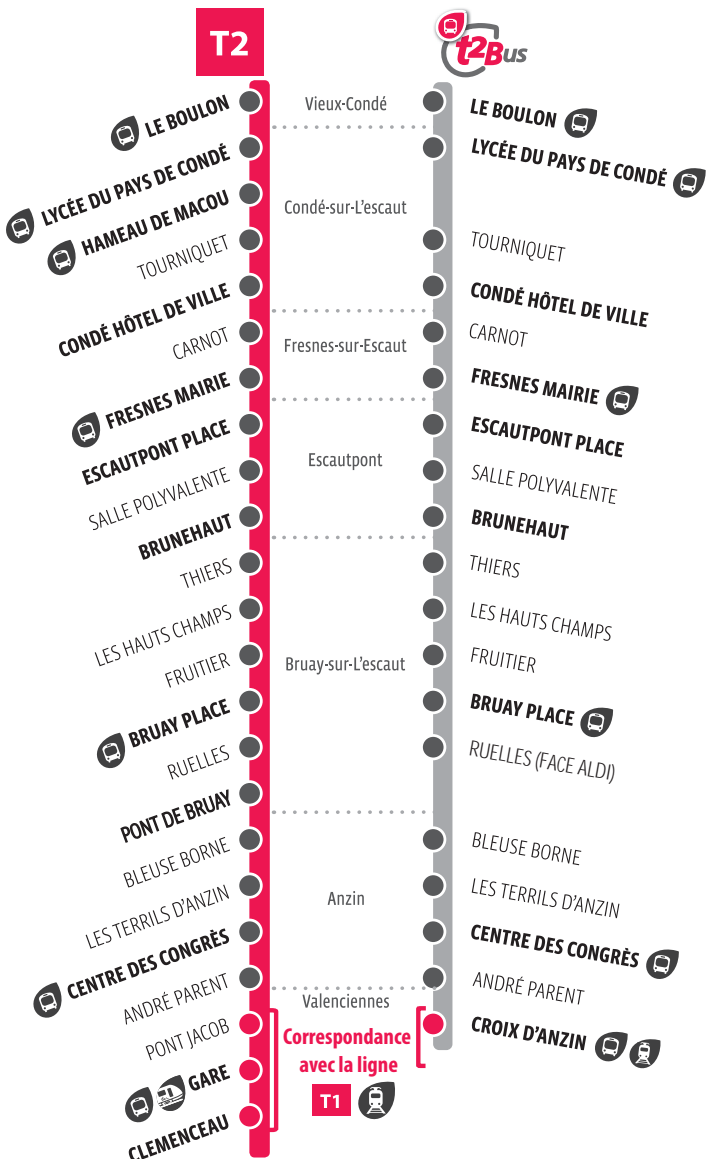 T2
t2Bus
LE BOULON
Vieux-Condé
LE BOULON
LYCÉE DU PAYS DE CONDÉ
LYCÉE DU PAYS DE CONDÉ
HAMEAU DE MACOU
Condé-sur-L'escaut
TOURNIQUET
TOURNIQUET
CONDÉ HÔTEL DE VILLE
CONDÉ HÔTEL DE VILLE
CARNOT
Fresnes-sur-Escaut
CARNOT
FRESNES MAIRIE
FRESNES MAIRIE
ESCAUTPONT PLACE
ESCAUTPONT PLACE
Escautpont
SALLE POLYVALENTE
SALLE POLYVALENTE
BRUNEHAUT
BRUNEHAUT
THIERS
THIERS
LES HAUTS CHAMPS
LES HAUTS CHAMPS
FRUITIER
Bruay-sur-L'escaut
FRUITIER
BRUAY PLACE
BRUAY PLACE
RUELLES
RUELLES (FACE ALDI)
PONT DE BRUAY
BLEUSE BORNE
BLEUSE BORNE
LES TERRILS D'ANZIN
Anzin
LES TERRILS D'ANZIN
CENTRE DES CONGRÈS
CENTRE DES CONGRÈS
ANDRÉ PARENT
ANDRÉ PARENT
Valenciennes
PONT JACOB
Correspondance
avec la ligne
T1
CROIX D'ANZIN
GARE
CLEMENCEAU